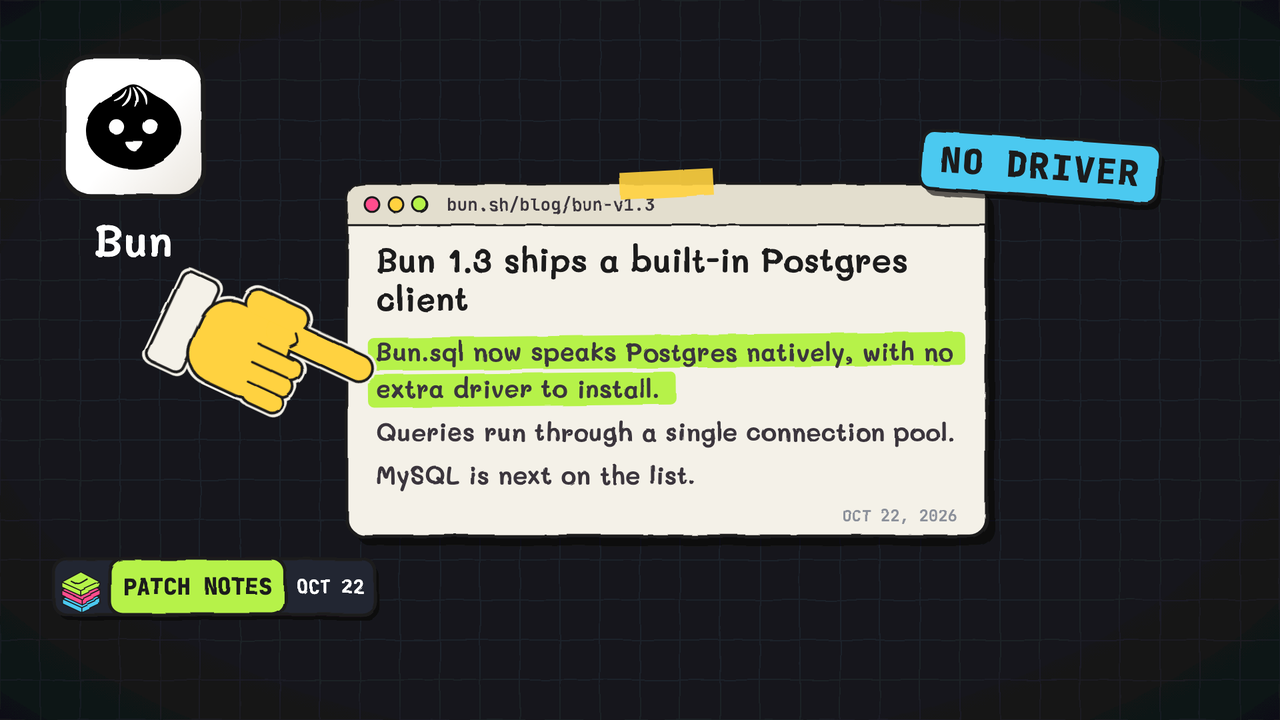 Bun
NO DRIVER
bun.sh/blog/bun-v1.3
Bun 1.3 ships a built-in Postgres
client
Bun.sql now speaks Postgres natively, with no
extra driver to install.
Queries run through a single connection pool.
MySQL is next on the list.
OCT 22, 2026
PATCH NOTES OCT 22